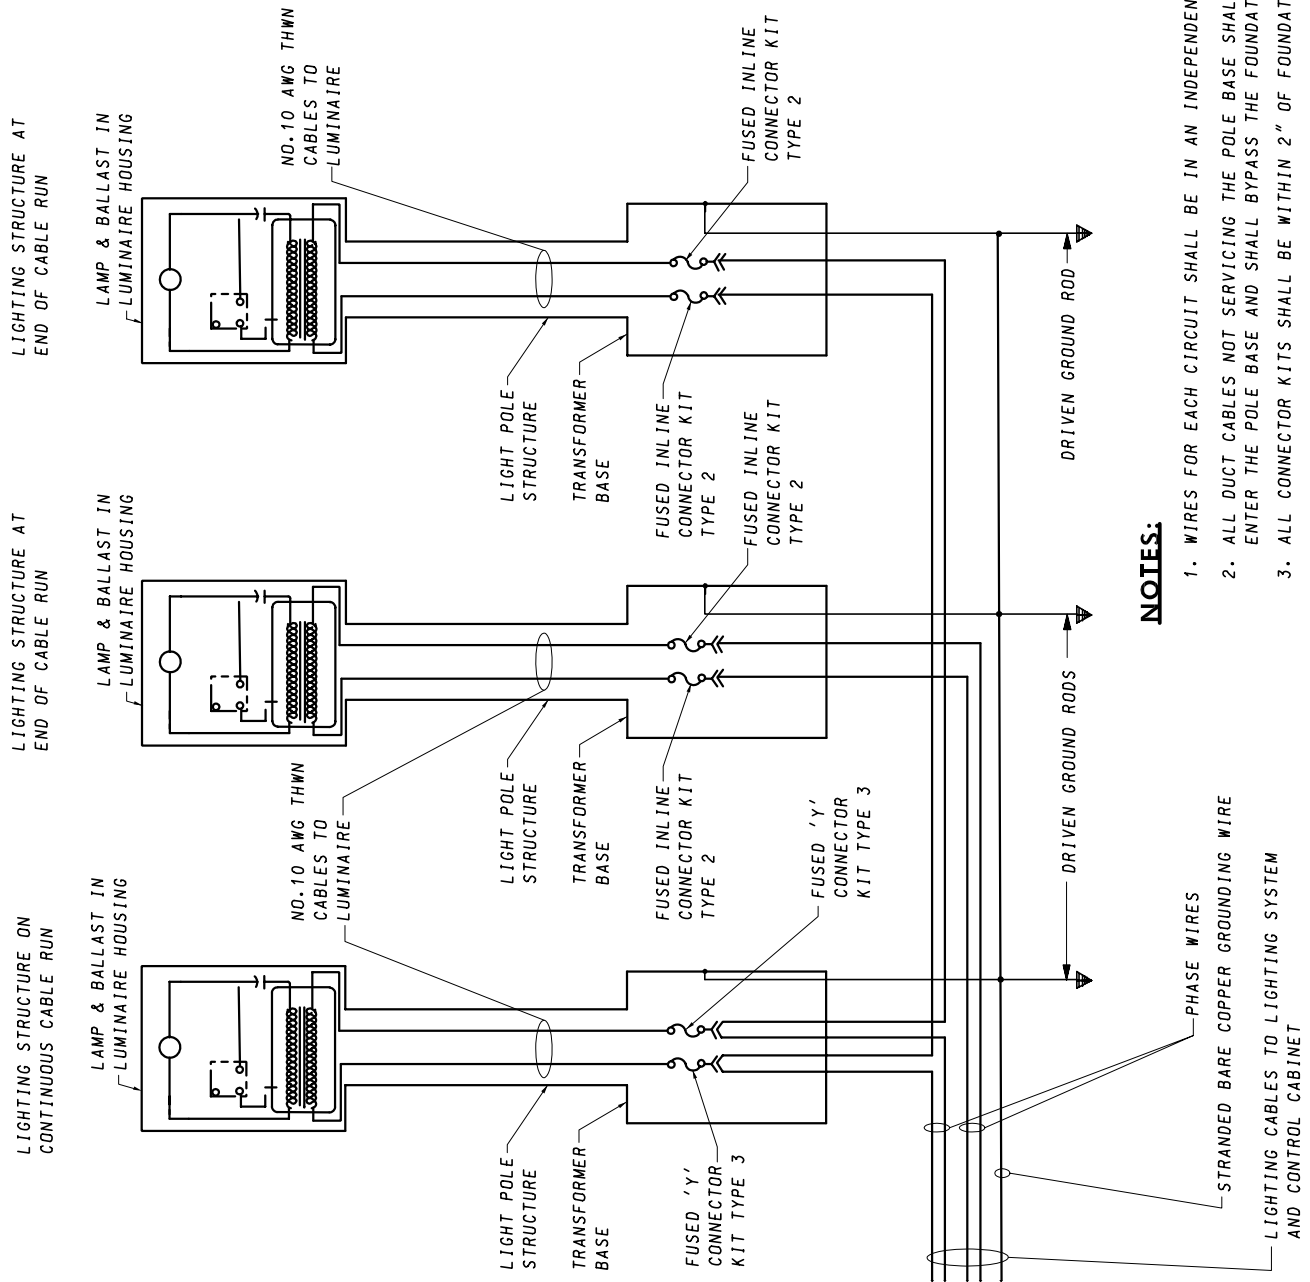 LIGHTING STRUCTURE ON
CONTINUOUS CABLE RUN
LIGHTING STRUCTURE AT
END OF CABLE RUN
LIGHTING STRUCTURE AT
END OF CABLE RUN
LAMP & BALLAST IN
LUMINAIRE HOUSING
LAMP & BALLAST IN
LUMINAIRE HOUSING
LAMP & BALLAST IN
LUMINAIRE HOUSING
NO.10 AWG THWN
CABLES TO
LUMINAIRE
NO.10 AWG THWN
CABLES TO
LUMINAIRE
LIGHT POLE
STRUCTURE
LIGHT POLE
STRUCTURE
LIGHT POLE
STRUCTURE
TRANSFORMER
BASE
TRANSFORMER
BASE
TRANSFORMER
BASE
FUSED 'Y'
CONNECTOR
KIT TYPE 3
FUSED 'Y'
CONNECTOR
KIT TYPE 3
FUSED INLINE
CONNECTOR KIT
TYPE 2
FUSED INLINE
CONNECTOR KIT
TYPE 2
FUSED INLINE
CONNECTOR KIT
TYPE 2
FUSED INLINE
CONNECTOR KIT
TYPE 2
DRIVEN GROUND RODS
DRIVEN GROUND ROD
PHASE WIRES
STRANDED BARE COPPER GROUNDING WIRE
LIGHTING CABLES TO LIGHTING SYSTEM
AND CONTROL CABINET
NOTES:
1. WIRES FOR EACH CIRCUIT SHALL BE IN AN INDEPENDEN
2. ALL DUCT CABLES NOT SERVICING THE POLE BASE SHAL
ENTER THE POLE BASE AND SHALL BYPASS THE FOUNDAT
3. ALL CONNECTOR KITS SHALL BE WITHIN 2" OF FOUNDAT